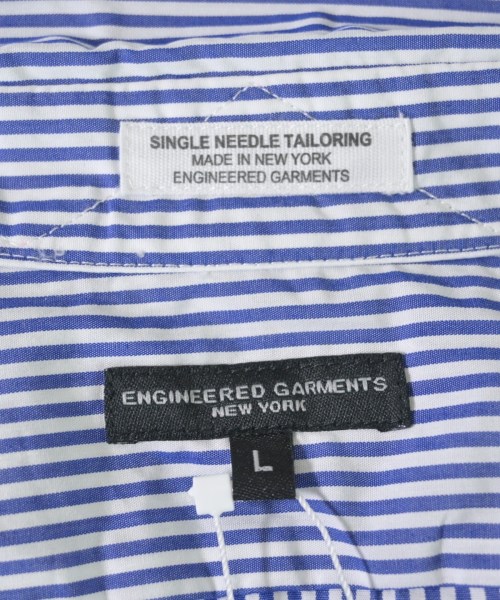 SINGLE NEEDLE TAILORING
MADE IN NEW YORK
ENGINEERED GARMENTS
ENGINEERED GARMENTS
NEW YORK
L